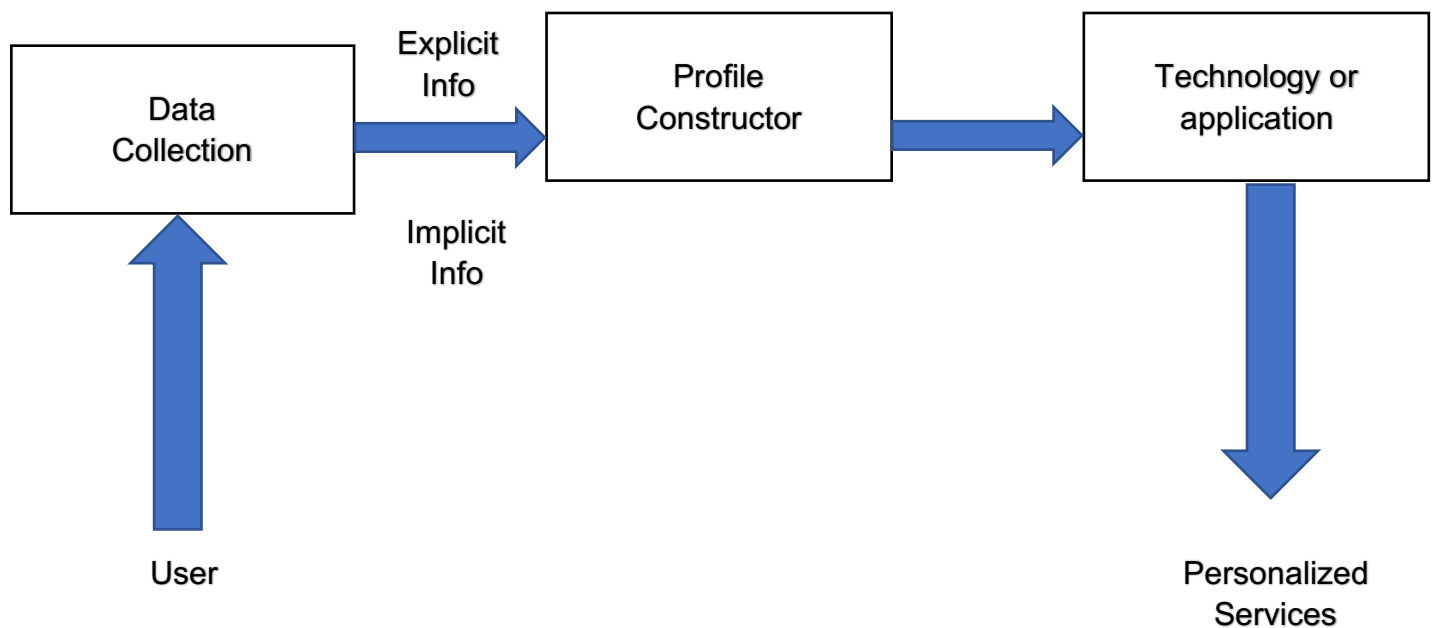 Data
Collection
Explicit
Info
Implicit
Info
Profile
Constructor
Technology or
application
User
Personalized
Services